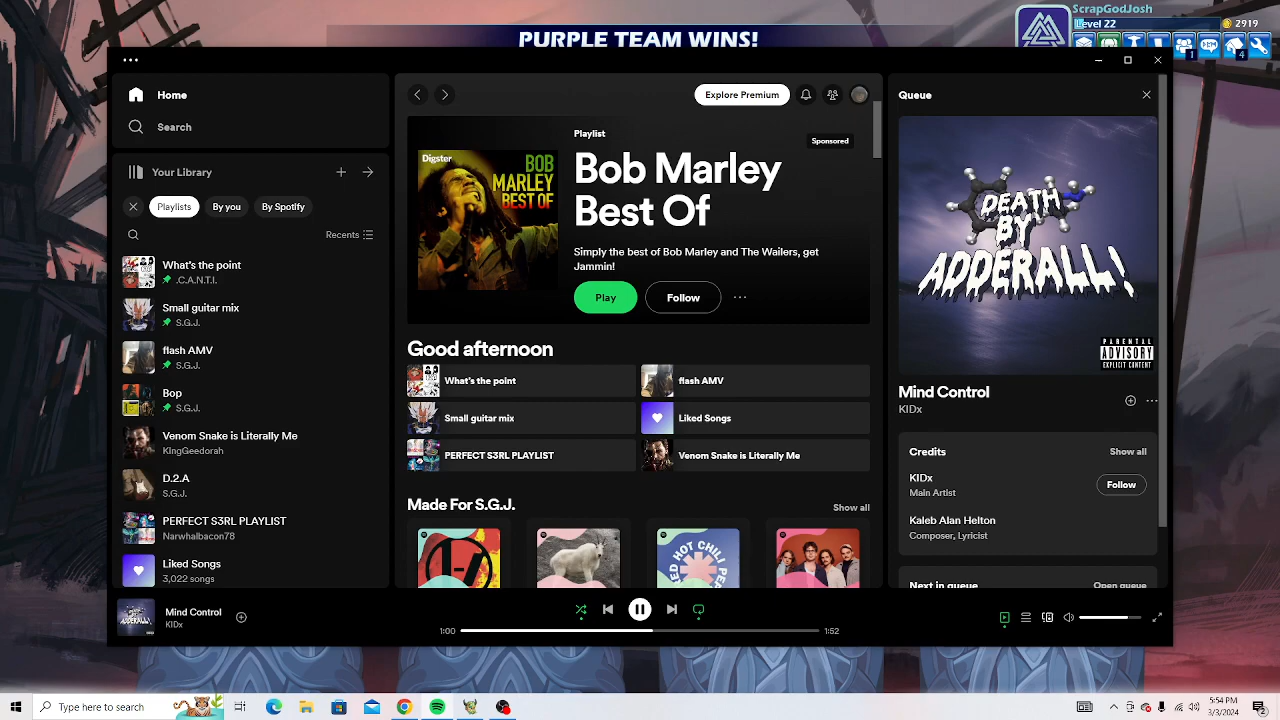 ScrapGodJosh
Level 22
2919
PURPLE TEAM WINS!
1
4
Home
Search
Your Library
Playlists
By you
By Spotify
Recents
What's the point
.C.A.N.T.I.
Small guitar mix
S.G.J.
flash AMV
S.G.J.
Bop
S.G.J.
Venom Snake is Literally Me
KIngGeedorah
D.2.A
S.G.J.
PERFECT S3RL PLAYLIST
Narwhalbacon78
Liked Songs
3,022 songs
Explore Premium
Digster
BOB
MARLEY
BEST OF
Playlist
Sponsored
Bob Marley
Best Of
Simply the best of Bob Marley and The Wailers, get
Jammin!
Play
Follow
Good afternoon
What's the point
flash AMV
Small guitar mix
Liked Songs
PERFECT S3RL PLAYLIST
Venom Snake is Literally Me
Made For S.G.J.
Show all
RED HOT CHILI PEP
Queue
DEATH
BY
ADDERALL!
PARENTAL
ADVISORY
EXPLICIT CONTENT
Mind Control
KIDx
Credits
Show all
KIDx
Main Artist
Follow
Kaleb Alan Helton
Composer, Lyricist
Next in queue
Open queue
Mind Control
KIDx
1:00
1:52
Type here to search
5:54 PM
3/3/2024
2